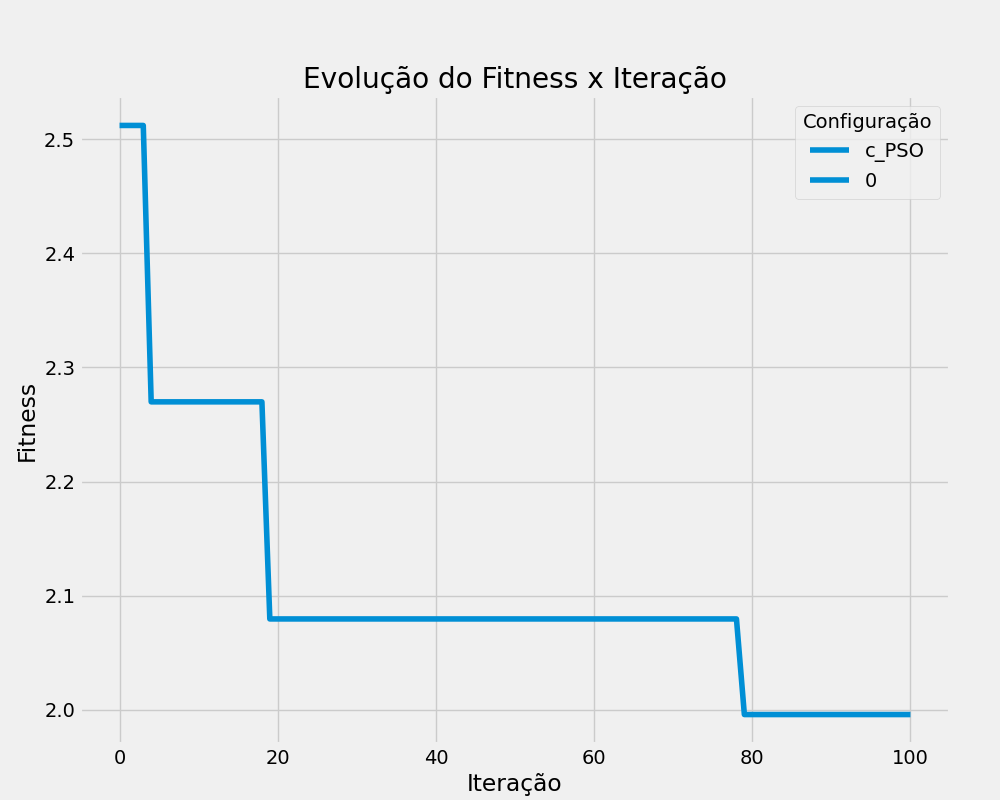 Evolução do Fitness x Iteração
Configuração
c_PSO
0
Fitness
2.5
2.4
2.3
2.2
2.1
2.0
0 20 40 60 80 100
Iteração